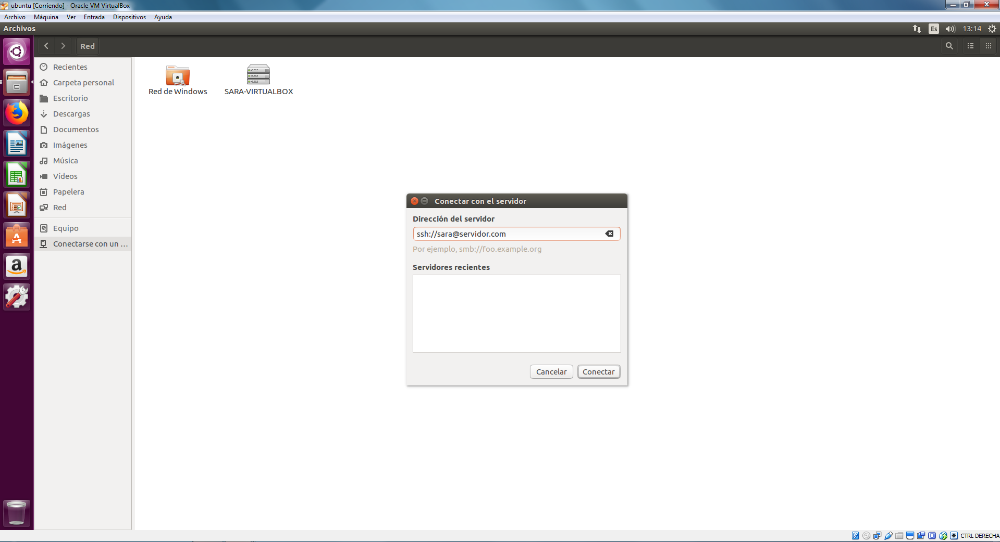 ubuntu [Corriendo] - Oracle VM VirtualBox
Archivo Máquina Ver Entrada Dispositivos Ayuda
Archivos
Es
13:14
Red
Recientes
Carpeta personal
Escritorio
Descargas
Documentos
Imágenes
Música
Vídeos
Papelera
Red
Equipo
Conectarse con un ...
Red de Windows
SARA-VIRTUALBOX
Conectar con el servidor
Dirección del servidor
ssh://sara@servidor.com
Por ejemplo, smb://foo.example.org
Servidores recientes
Cancelar
Conectar
CTRL DERECHA